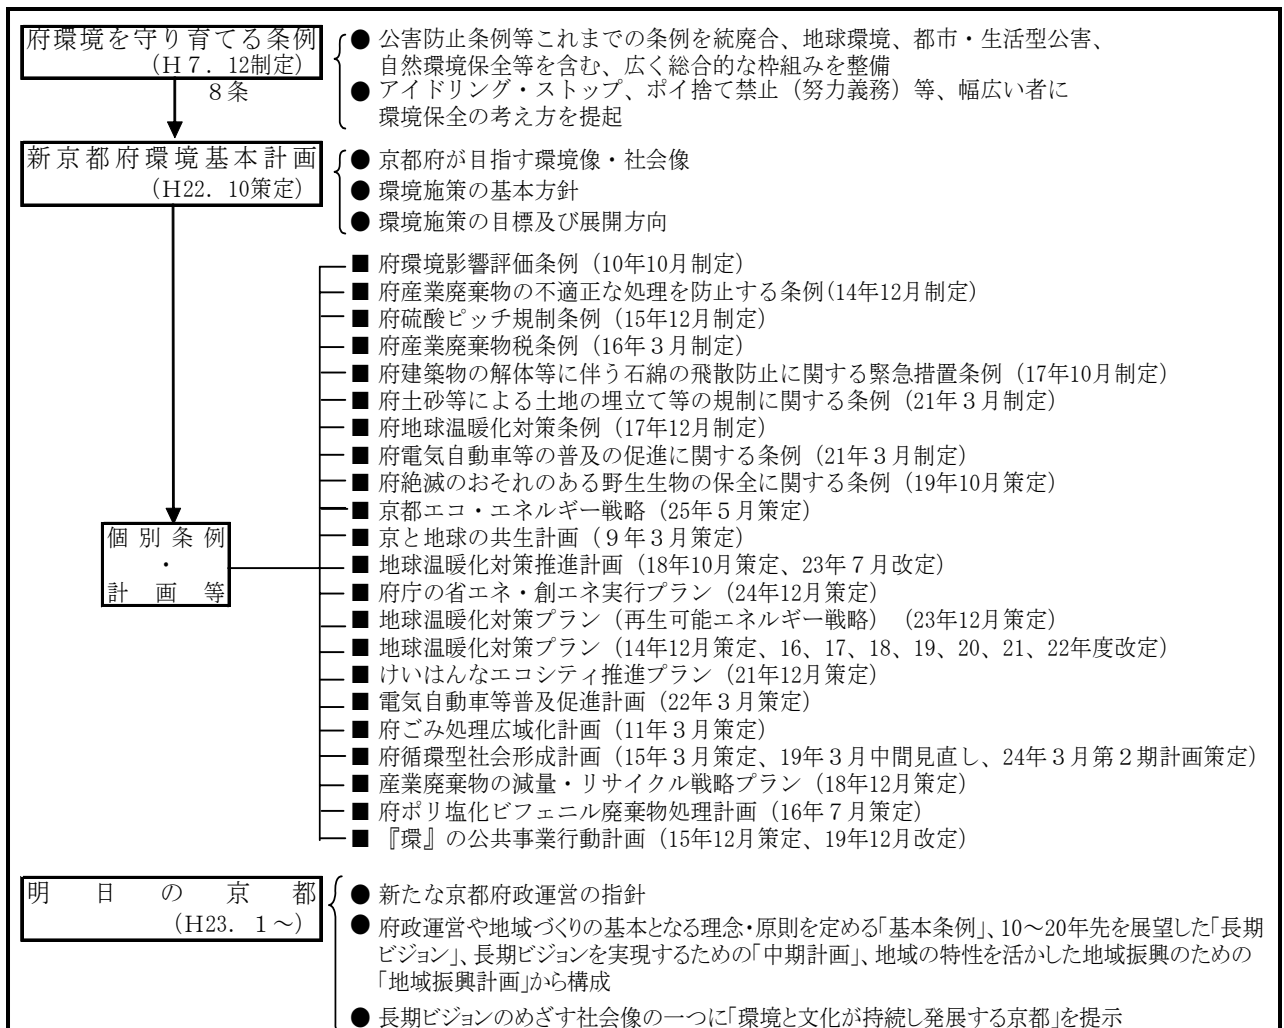 府環境を守り育てる条例
(H７．12制定)
８条
● 公害防止条例等これまでの条例を統廃合、地球環境、都市・生活型公害、
自然環境保全等を含む、広く総合的な枠組みを整備
● アイドリング・ストップ、ポイ捨て禁止（努力義務）等、幅広い者に
環境保全の考え方を提起
新京都府環境基本計画
(H22．10策定)
● 京都府が目指す環境像・社会像
● 環境施策の基本方針
● 環境施策の目標及び展開方向
個別条例
・
計画等
■ 府環境影響評価条例（10年10月制定）
■ 府産業廃棄物の不適正な処理を防止する条例(14年12月制定)
■ 府硫酸ピッチ規制条例（15年12月制定）
■ 府産業廃棄物税条例（16年３月制定）
■ 府建築物の解体等に伴う石綿の飛散防止に関する緊急措置条例（17年10月制定）
■ 府土砂等による土地の埋立て等の規制に関する条例（21年３月制定）
■ 府地球温暖化対策条例（17年12月制定）
■ 府電気自動車等の普及の促進に関する条例（21年３月制定）
■ 府絶滅のおそれのある野生生物の保全に関する条例（19年10月策定）
■ 京都エコ・エネルギー戦略（25年５月策定）
■ 京と地球の共生計画（９年３月策定）
■ 地球温暖化対策推進計画（18年10月策定、23年７月改定）
■ 府庁の省エネ・創エネ実行プラン（24年12月策定）
■ 地球温暖化対策プラン（再生可能エネルギー戦略）（23年12月策定）
■ 地球温暖化対策プラン（14年12月策定、16、17、18、19、20、21、22年度改定）
■ けいはんなエコシティ推進プラン（21年12月策定）
■ 電気自動車等普及促進計画（22年３月策定）
■ 府ごみ処理広域化計画（11年３月策定）
■ 府循環型社会形成計画（15年３月策定、19年３月中間見直し、24年３月第２期計画策定）
■ 産業廃棄物の減量・リサイクル戦略プラン（18年12月策定）
■ 府ポリ塩化ビフェニル廃棄物処理計画（16年７月策定）
■ 『環』の公共事業行動計画（15年12月策定、19年12月改定）
明日の京都
(H23．１～)
● 新たな京都府政運営の指針
● 府政運営や地域づくりの基本となる理念・原則を定める「基本条例」、10～20年先を展望した「長期
ビジョン」、長期ビジョンを実現するための「中期計画」、地域の特性を活かした地域振興のための
「地域振興計画」から構成
● 長期ビジョンのめざす社会像の一つに「環境と文化が持続し発展する京都」を提示